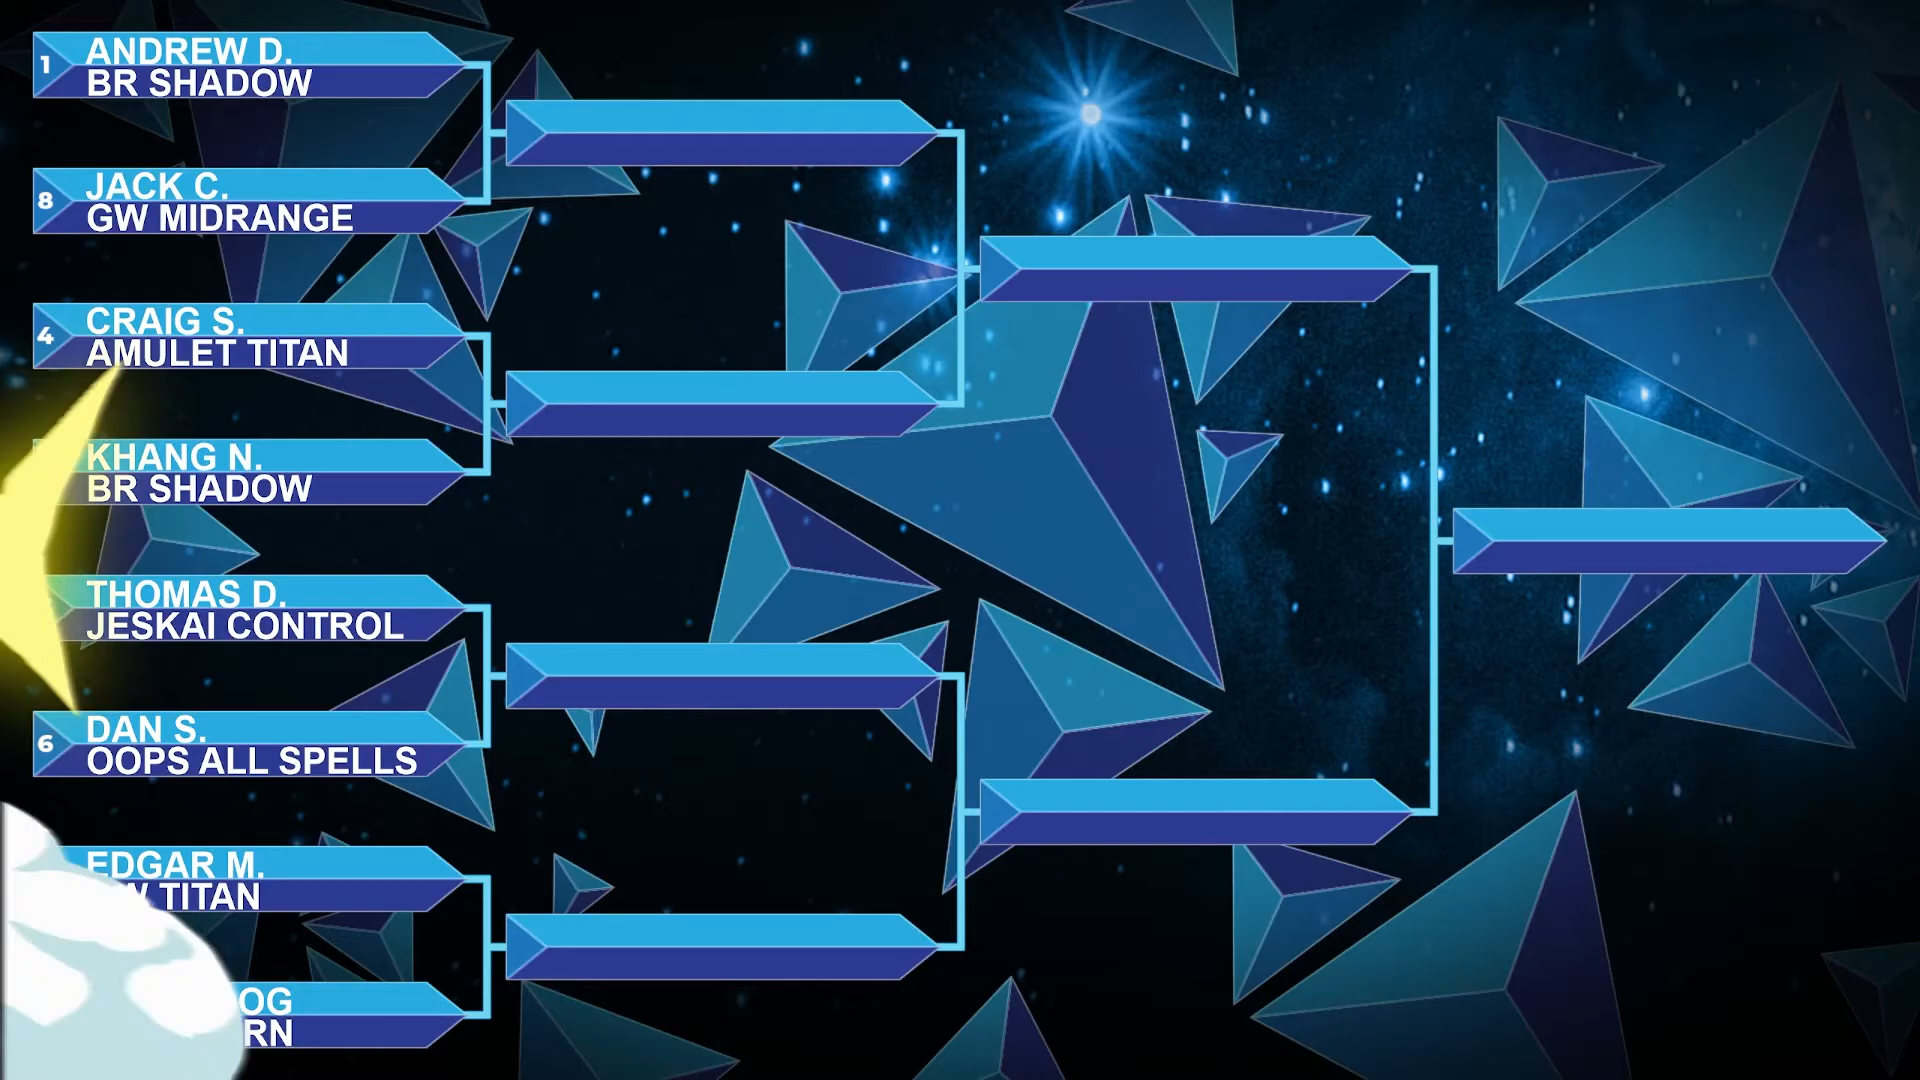 1
ANDREW D.
BR SHADOW
8
JACK C.
GW MIDRANGE
4
CRAIG S.
AMULET TITAN
KHANG N.
BR SHADOW
THOMAS D.
JESKAI CONTROL
6
DAN S.
OOPS ALL SPELLS
EDGAR M.
TITAN